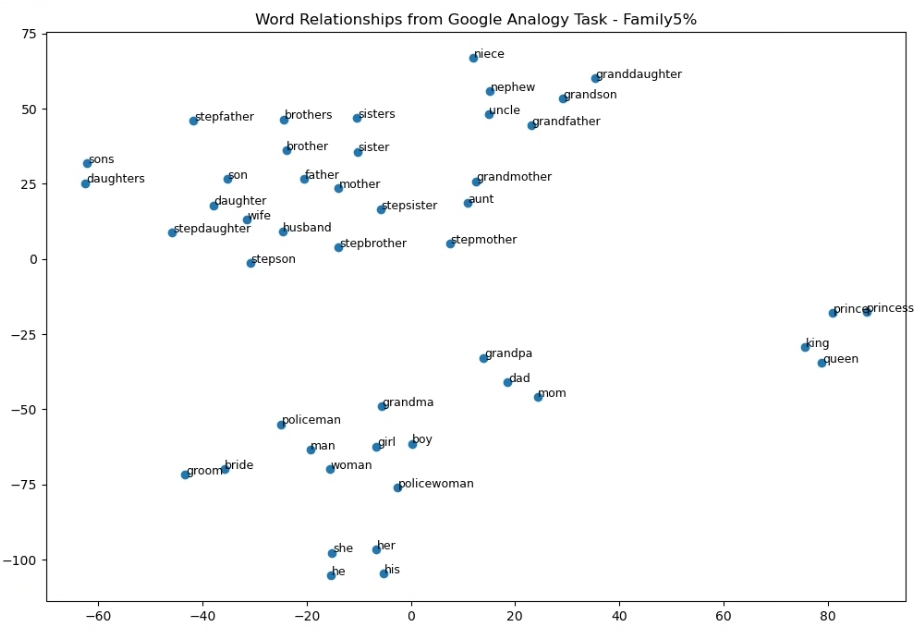 Word Relationships from Google Analogy Task - Family5%
75
niece
granddaughter
nephew
grandson
50
stepfather
brothers
sisters
uncle
grandfather
brother
sister
sons
daughters
25
son
father
mother
grandmother
daughter
wife
stepsister
aunt
stepdaughter
husband
stepbrother
stepmother
0
stepson
prince
princess
−25
king
queen
grandpa
dad
mom
−50
grandma
policeman
man
girl
boy
groom
bride
woman
−75
policewoman
she
her
−100
he
his
−60 −40 −20 0 20 40 60 80